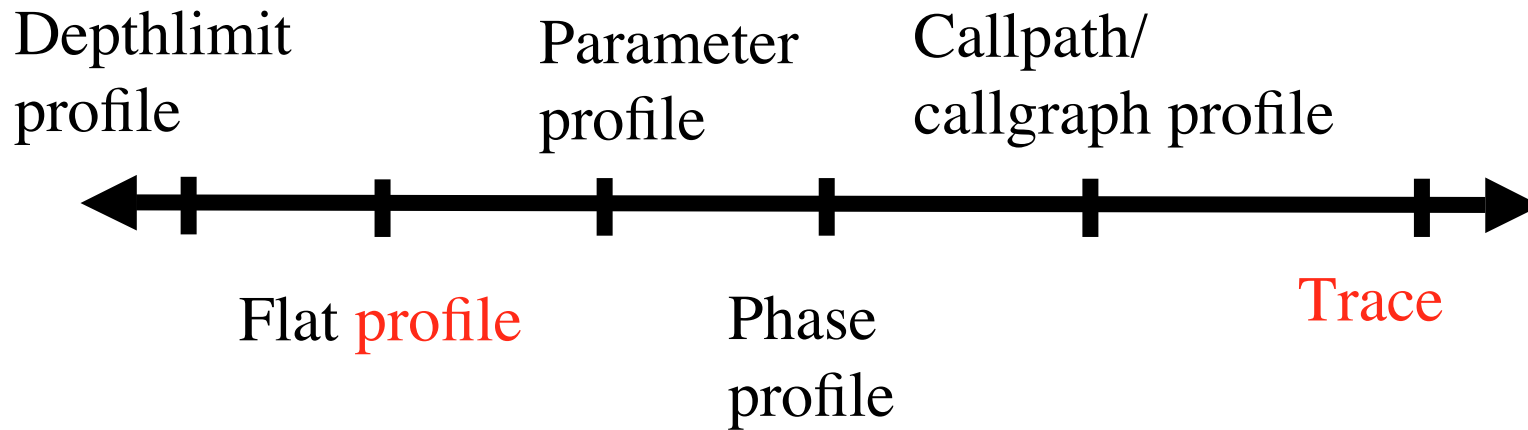 Depthlimit
profile
Parameter
profile
Callpath/
callgraph profile
Flat profile
Phase
profile
Trace